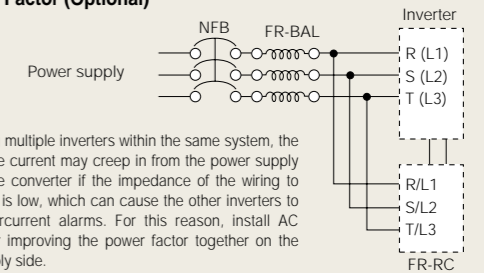 Factor (Optional)
Inverter
NFB
FR-BAL
R (L1)
Power supply
S (L2)
T (L3)
multiple inverters within the same system, the
e current may creep in from the power supply
e converter if the impedance of the wiring to
is low, which can cause the other inverters to
rcurrent alarms. For this reason, install AC
improving the power factor together on the
ly side.
R/L1
S/L2
T/L3
FR-RC